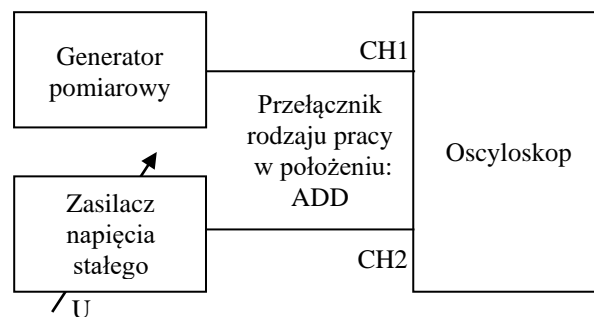 Generator
pomiarowy
CH1
Przełącznik
rodzaju pracy
w położeniu:
ADD
Oscyloskop
Zasilacz
napięcia
stałego
CH2
U